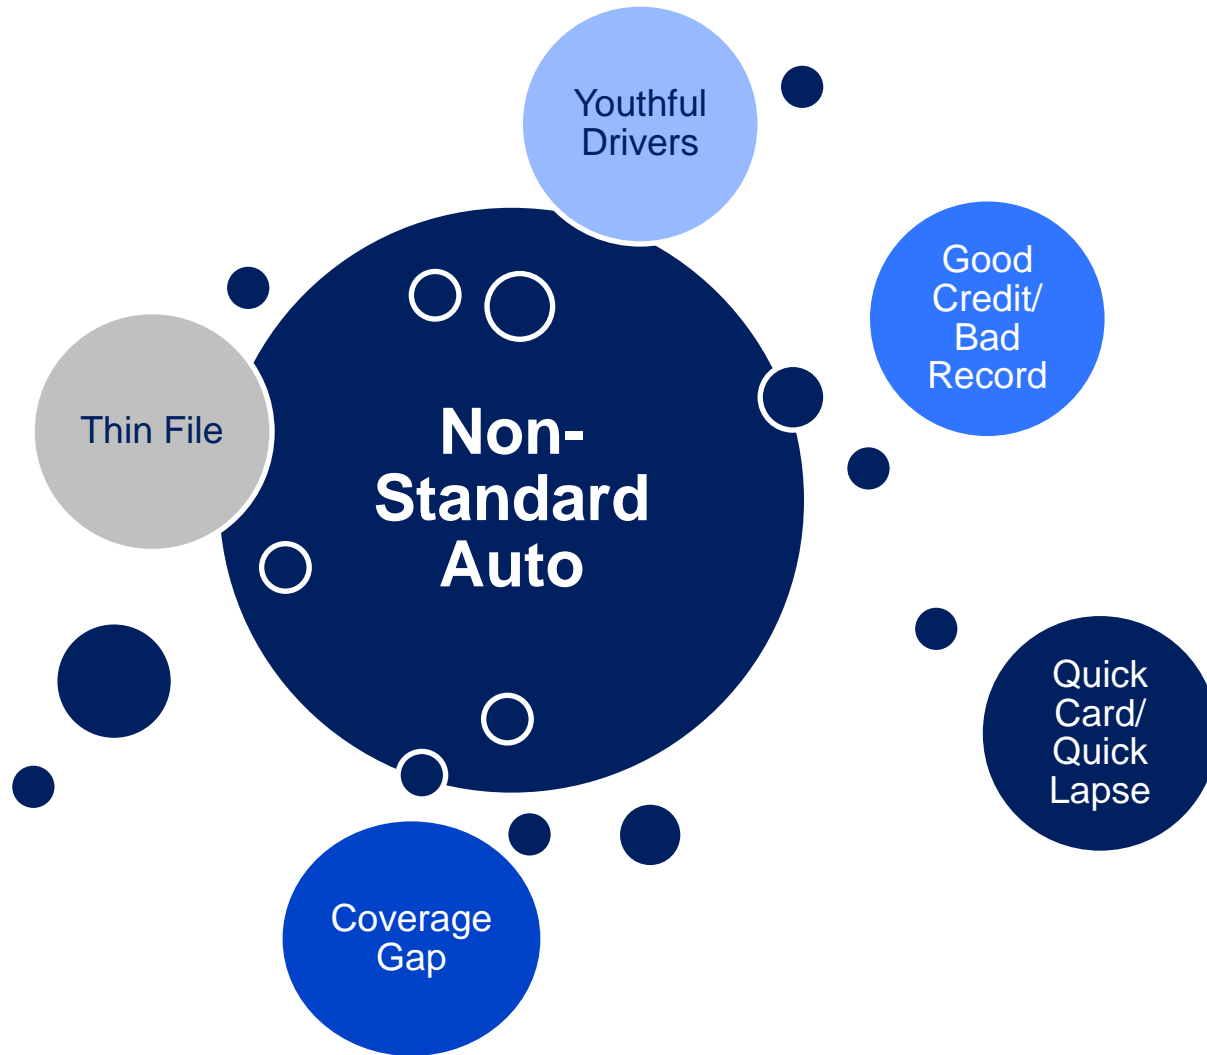 Youthful
Drivers
Good
Credit/
Bad
Record
Thin File
Non-
Standard
Auto
Quick
Card/
Quick
Lapse
Coverage
Gap